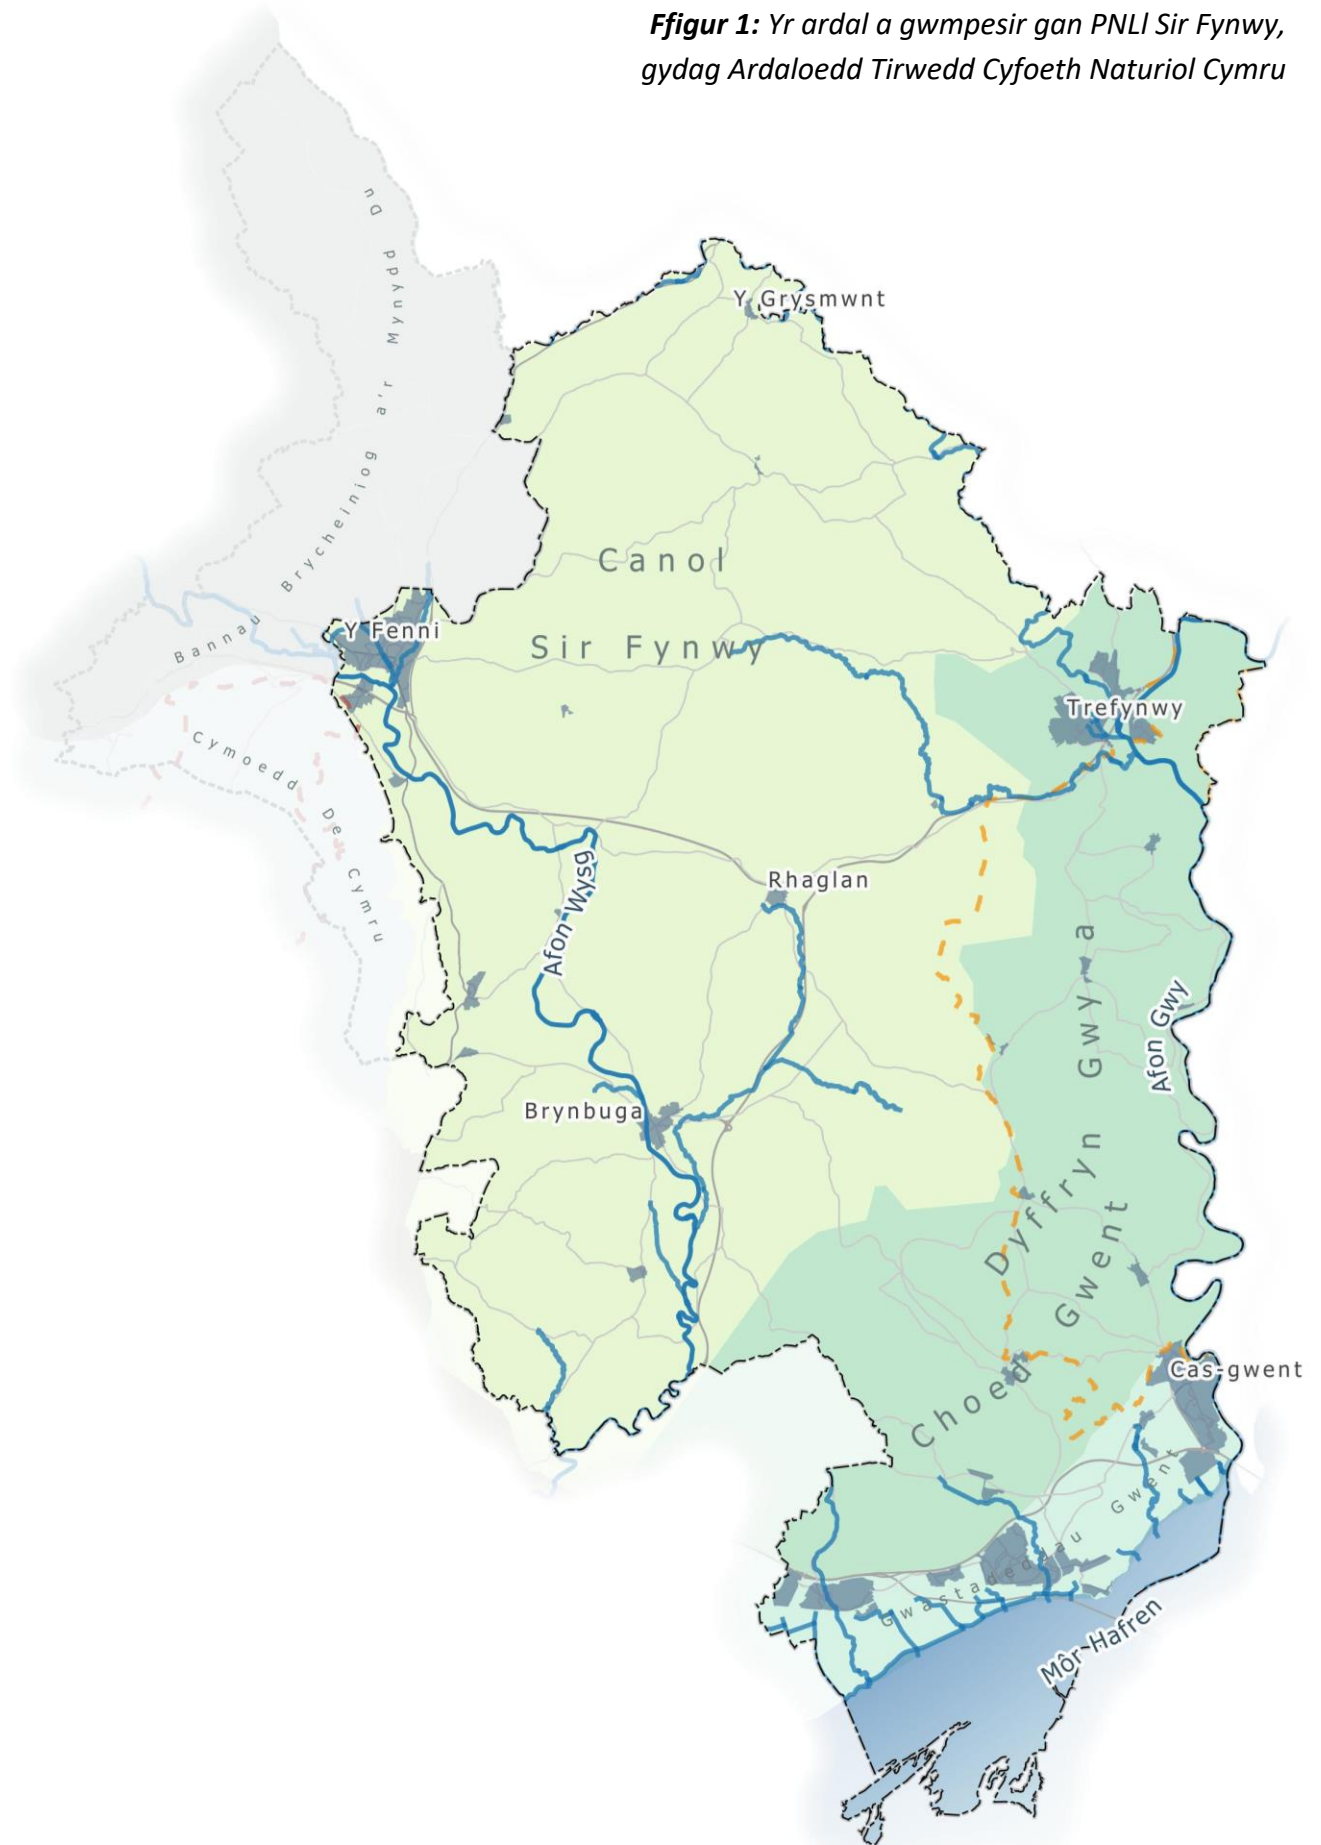 Ffigur 1: Yr ardal a gwmpesir gan PNLl Sir Fynwy,
gydag Ardaloedd Tirwedd Cyfoeth Naturiol Cymru
Bannau Brycheiniog a'r Mynydd Du
Y Grysmwnt
Canol
Sir Fynwy
Y Fenni
Trefynwy
Cymoedd De Cymru
Rhaglan
Afon Wysg
Afon Gwy
Brynbuga
Dyffryn Gwy a
Choed Gwent
Cas-gwent
Gwastadeddau Gwent
Môr Hafren